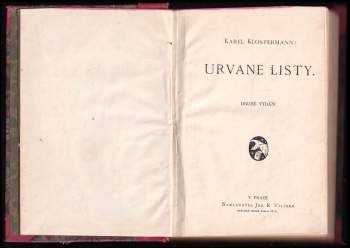 KAREL KLOSTERMANN:
URVANÉ LISTY.
DRUHÉ VYDÁNÍ.
V PRAZE
NAKLADATEL JOS. R. VILÍMEK